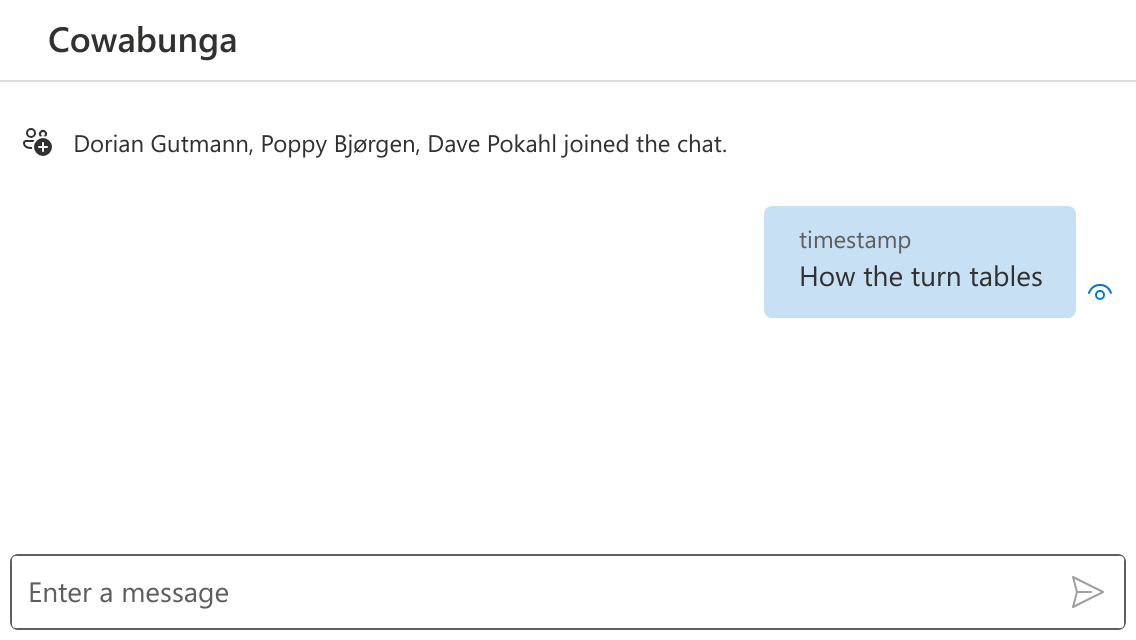 Cowabunga
Dorian Gutmann, Poppy Bjørgen, Dave Pokahl joined the chat.
timestamp
How the turn tables
Enter a message